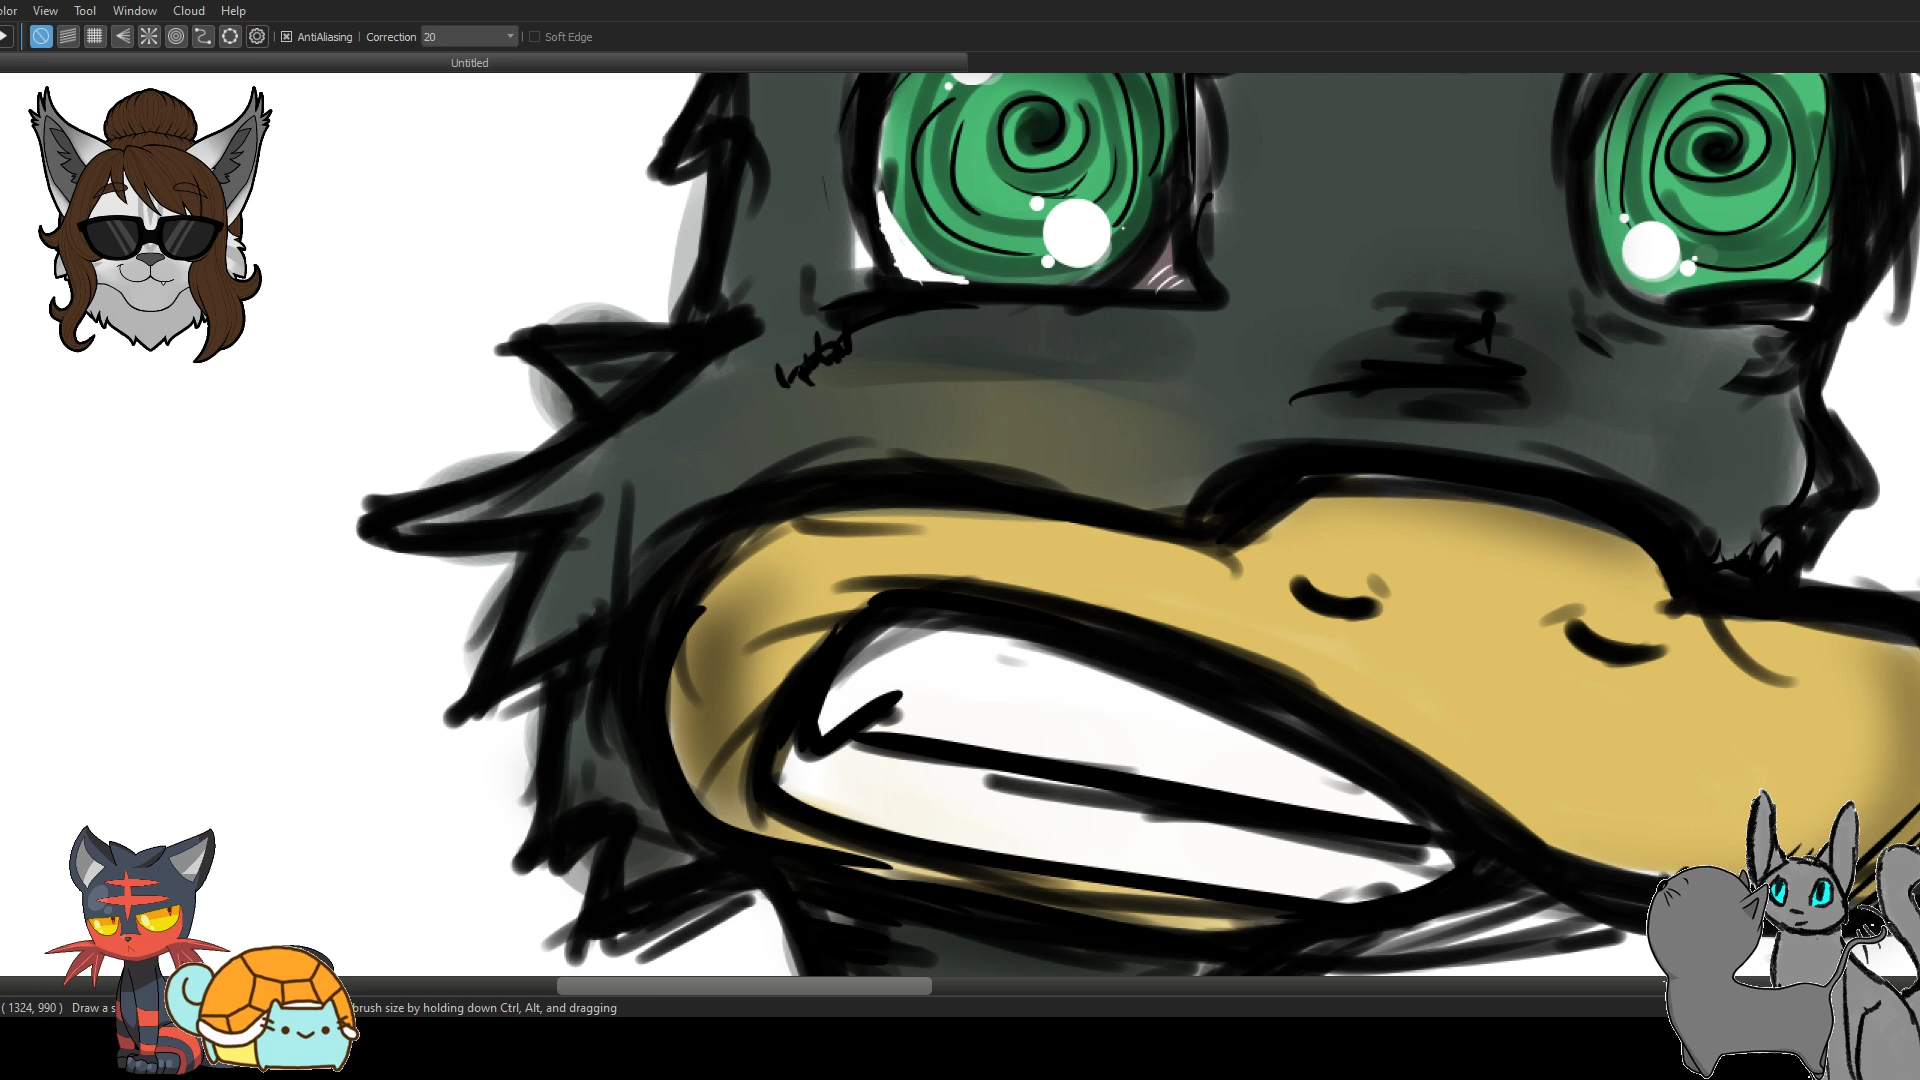 olor View Tool Window Cloud Help
AntiAliasing Correction 20 Soft Edge
Untitled
( 1324, 990 ) Draw a s brush size by holding down Ctrl, Alt, and dragging